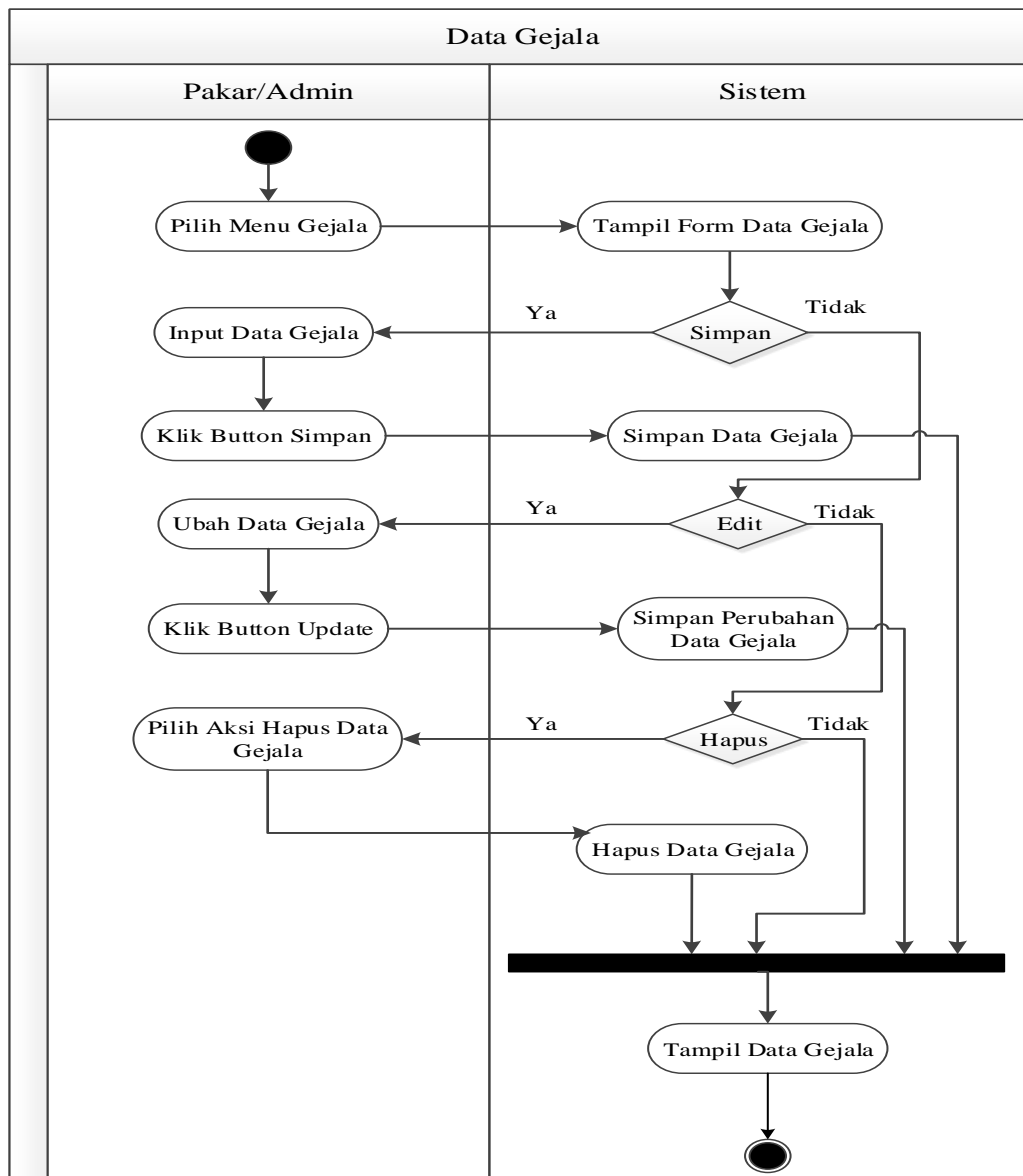 Data Gejala
Pakar/Admin
Sistem
Pilih Menu Gejala
Tampil Form Data Gejala
Ya
Tidak
Input Data Gejala
Simpan
Klik Button Simpan
Simpan Data Gejala
Ya
Tidak
Ubah Data Gejala
Edit
Klik Button Update
Simpan Perubahan
Data Gejala
Pilih Aksi Hapus Data
Gejala
Ya
Tidak
Hapus
Hapus Data Gejala
Tampil Data Gejala